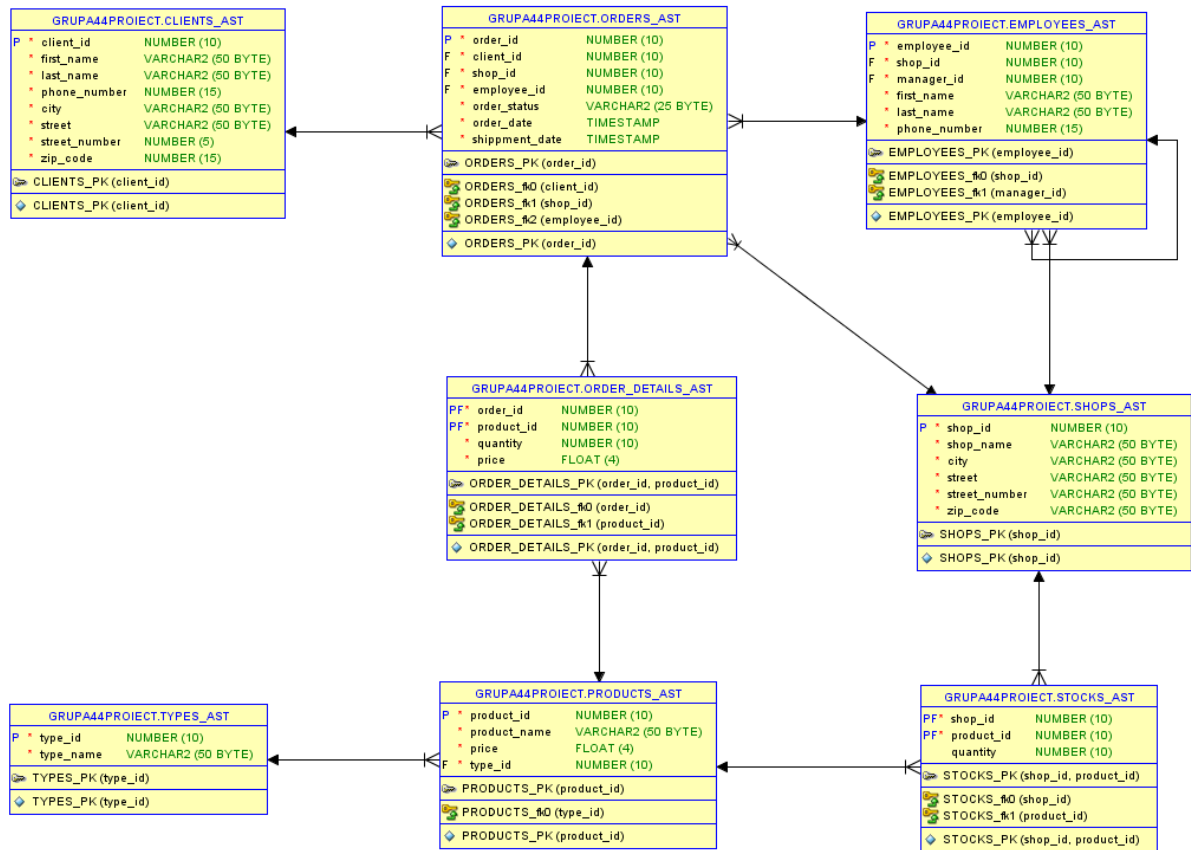 GRUPA44PROIECT.CLIENTS_AST
P * client_id NUMBER (10)
* first_name VARCHAR2 (50 BYTE)
* last_name VARCHAR2 (50 BYTE)
* phone_number NUMBER (15)
* city VARCHAR2 (50 BYTE)
* street VARCHAR2 (50 BYTE)
* street_number NUMBER (5)
* zip_code NUMBER (15)
CLIENTS_PK (client_id)
CLIENTS_PK (client_id)
GRUPA44PROIECT.ORDERS_AST
P * order_id NUMBER (10)
F * client_id NUMBER (10)
F * shop_id NUMBER (10)
F * employee_id NUMBER (10)
* order_status VARCHAR2 (25 BYTE)
* order_date TIMESTAMP
* shippment_date TIMESTAMP
ORDERS_PK (order_id)
ORDERS_fk0 (client_id)
ORDERS_fk1 (shop_id)
ORDERS_fk2 (employee_id)
ORDERS_PK (order_id)
GRUPA44PROIECT.EMPLOYEES_AST
P * employee_id NUMBER (10)
F * shop_id NUMBER (10)
F * manager_id NUMBER (10)
* first_name VARCHAR2 (50 BYTE)
* last_name VARCHAR2 (50 BYTE)
* phone_number NUMBER (15)
EMPLOYEES_PK (employee_id)
EMPLOYEES_fk0 (shop_id)
EMPLOYEES_fk1 (manager_id)
EMPLOYEES_PK (employee_id)
GRUPA44PROIECT.ORDER_DETAILS_AST
PF* order_id NUMBER (10)
PF* product_id NUMBER (10)
* quantity NUMBER (10)
* price FLOAT (4)
ORDER_DETAILS_PK (order_id, product_id)
ORDER_DETAILS_fk0 (order_id)
ORDER_DETAILS_fk1 (product_id)
ORDER_DETAILS_PK (order_id, product_id)
GRUPA44PROIECT.SHOPS_AST
P * shop_id NUMBER (10)
* shop_name VARCHAR2 (50 BYTE)
* city VARCHAR2 (50 BYTE)
* street VARCHAR2 (50 BYTE)
* street_number VARCHAR2 (50 BYTE)
* zip_code VARCHAR2 (50 BYTE)
SHOPS_PK (shop_id)
SHOPS_PK (shop_id)
GRUPA44PROIECT.TYPES_AST
P * type_id NUMBER (10)
* type_name VARCHAR2 (50 BYTE)
TYPES_PK (type_id)
TYPES_PK (type_id)
GRUPA44PROIECT.PRODUCTS_AST
P * product_id NUMBER (10)
* product_name VARCHAR2 (50 BYTE)
* price FLOAT (4)
F * type_id NUMBER (10)
PRODUCTS_PK (product_id)
PRODUCTS_fk0 (type_id)
PRODUCTS_PK (product_id)
GRUPA44PROIECT.STOCKS_AST
PF* shop_id NUMBER (10)
PF* product_id NUMBER (10)
quantity NUMBER (10)
STOCKS_PK (shop_id, product_id)
STOCKS_fk0 (shop_id)
STOCKS_fk1 (product_id)
STOCKS_PK (shop_id, product_id)